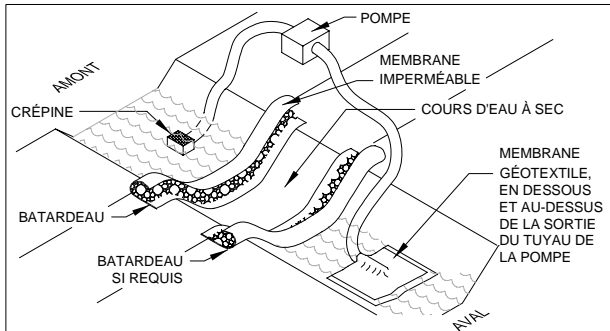 POMPE
AMONT
MEMBRANE
IMPERMÉABLE
CRÉPINE
COURS D'EAU À SEC
MEMBRANE
GÉOTEXTILE,
EN DESSOUS
ET AU-DESSUS
DE LA SORTIE
DU TUYAU DE
LA POMPE
BATARDEAU
BATARDEAU
SI REQUIS
AVAL